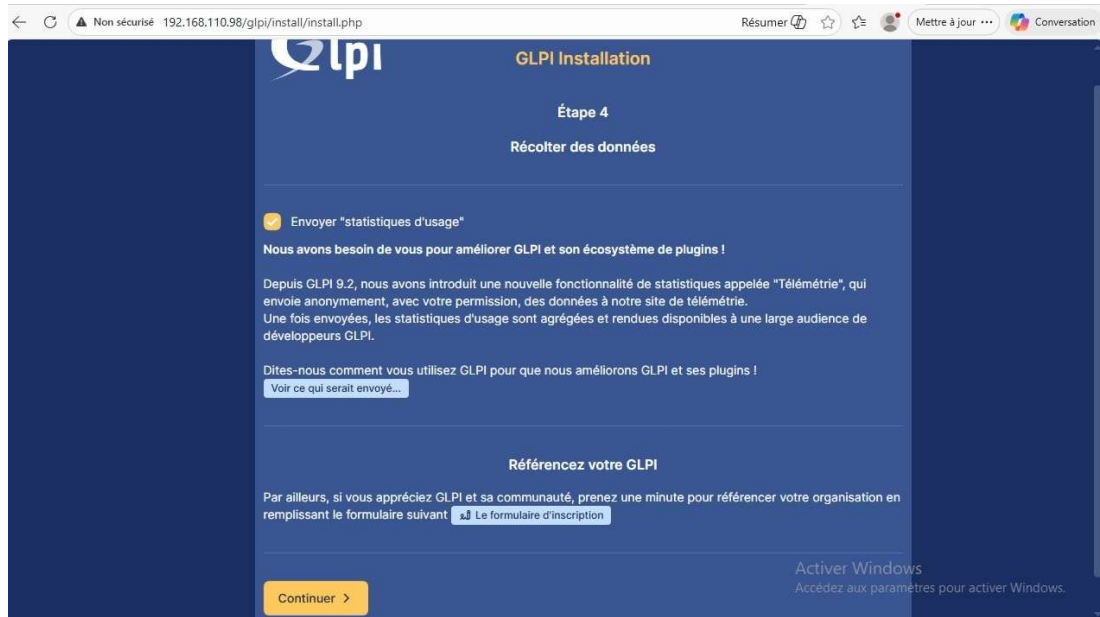 Non sécurisé 192.168.110.98/glpi/install/install.php Résumer Mettre à jour ... Conversation
Glpi
GLPI Installation
Étape 4
Récolter des données
Envoyer "statistiques d'usage"
Nous avons besoin de vous pour améliorer GLPI et son écosystème de plugins !
Depuis GLPI 9.2, nous avons introduit une nouvelle fonctionnalité de statistiques appelée "Télémétrie", qui
envoie anonymement, avec votre permission, des données à notre site de télémétrie.
Une fois envoyées, les statistiques d'usage sont agrégées et rendues disponibles à une large audience de
développeurs GLPI.
Dites-nous comment vous utilisez GLPI pour que nous améliorons GLPI et ses plugins !
Voir ce qui serait envoyé...
Référencez votre GLPI
Par ailleurs, si vous appréciez GLPI et sa communauté, prenez une minute pour référencer votre organisation en
remplissant le formulaire suivant Le formulaire d'inscription
Activer Windows
Accédez aux paramètres pour activer Windows.
Continuer >